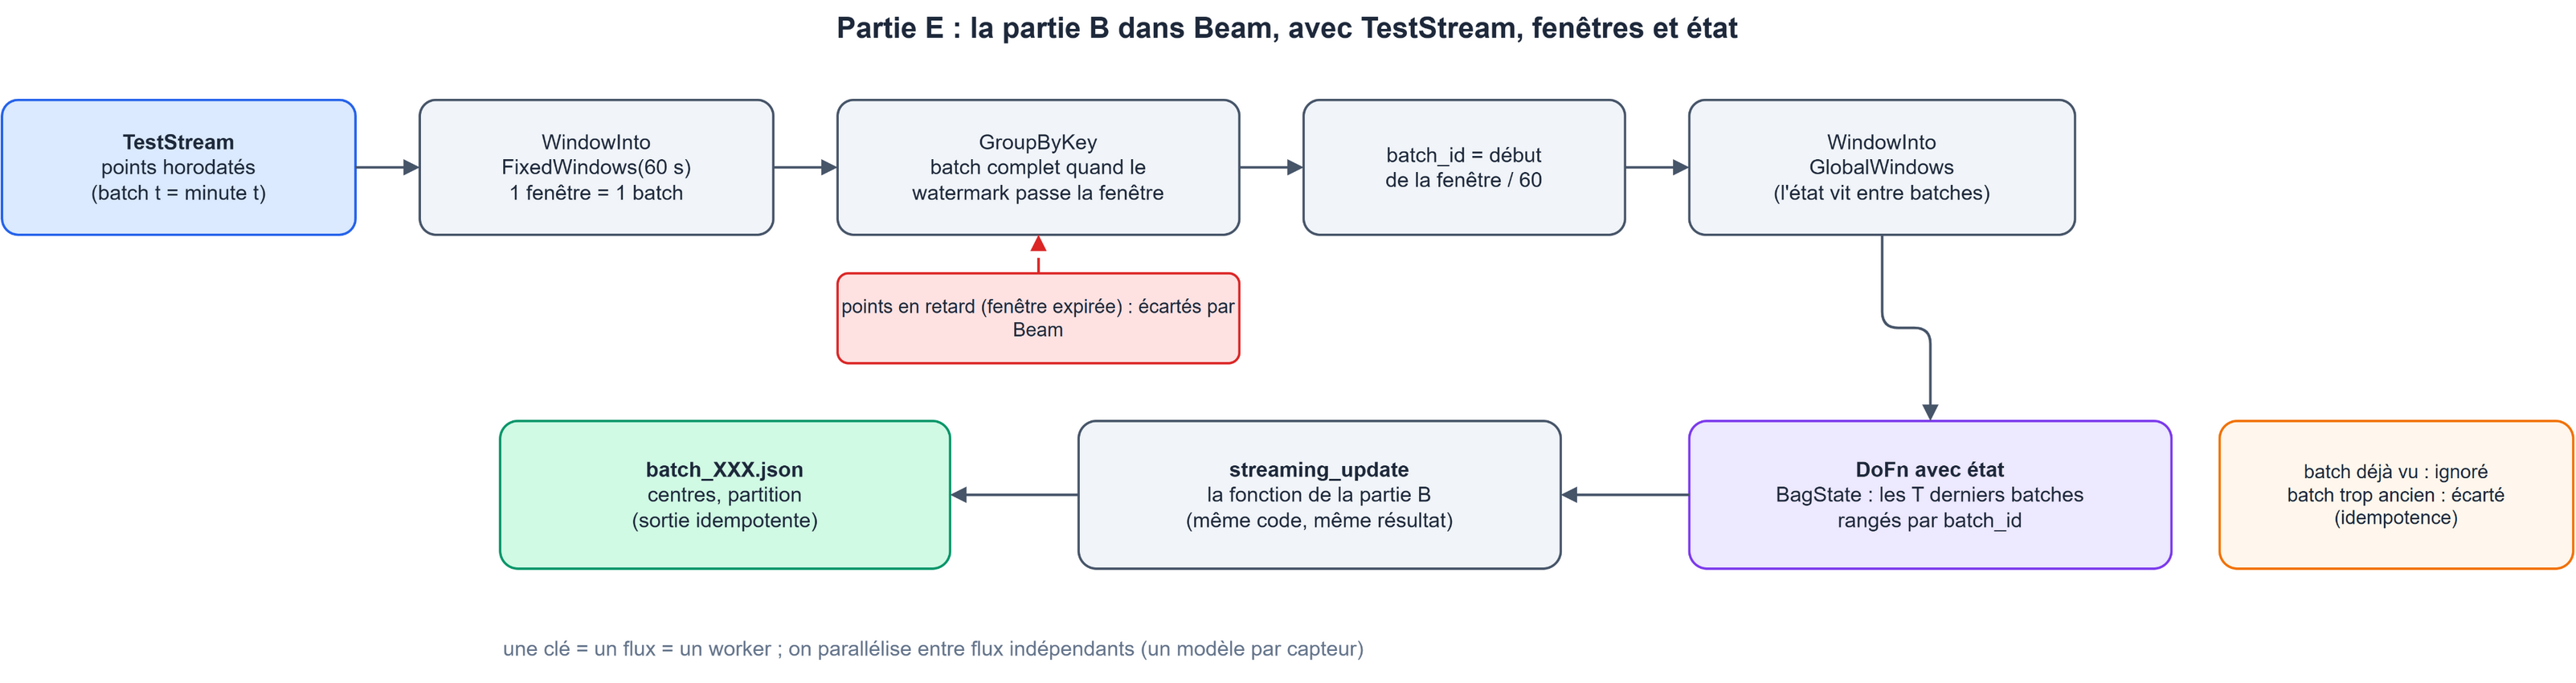 Partie E : la partie B dans Beam, avec TestStream, fenêtres et état
TestStream
points horodatés
(batch t = minute t)
WindowInto
FixedWindows(60 s)
1 fenêtre = 1 batch
GroupByKey
batch complet quand le
watermark passe la fenêtre
batch_id = début
de la fenêtre / 60
WindowInto
GlobalWindows
(l'état vit entre batches)
points en retard (fenêtre expirée) : écartés par
Beam
batch_XXX.json
centres, partition
(sortie idempotente)
streaming_update
la fonction de la partie B
(même code, même résultat)
DoFn avec état
BagState : les T derniers batches
rangés par batch_id
batch déjà vu : ignoré
batch trop ancien : écarté
(idempotence)
une clé = un flux = un worker ; on parallélise entre flux indépendants (un modèle par capteur)